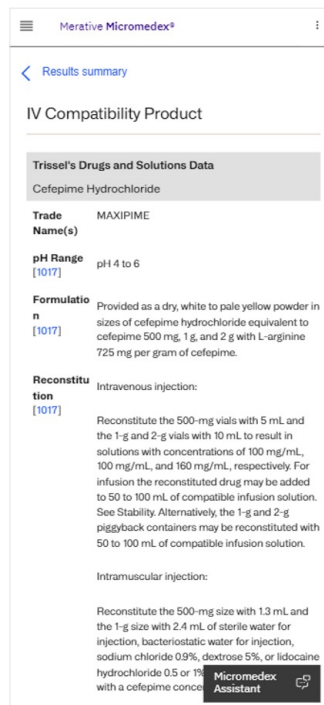 Merative Micromedex®
Results summary
IV Compatibility Product
Trissel's Drugs and Solutions Data
Cefepime Hydrochloride
Trade
Name(s)
MAXIPIME
pH Range
[1017]
pH 4 to 6
Formulatio
n
[1017]
Provided as a dry, white to pale yellow powder in
sizes of cefepime hydrochloride equivalent to
cefepime 500 mg, 1 g, and 2 g with L-arginine
725 mg per gram of cefepime.
Reconstitu
tion
[1017]
Intravenous injection:
Reconstitute the 500-mg vials with 5 mL and
the 1-g and 2-g vials with 10 mL to result in
solutions with concentrations of 100 mg/mL,
100 mg/mL, and 160 mg/mL, respectively. For
infusion the reconstituted drug may be added
to 50 to 100 mL of compatible infusion solution.
See Stability. Alternatively, the 1-g and 2-g
piggyback containers may be reconstituted with
50 to 100 mL of compatible infusion solution.
Intramuscular injection:
Reconstitute the 500-mg size with 1.3 mL and
the 1-g size with 2.4 mL of sterile water for
injection, bacteriostatic water for injection,
sodium chloride 0.9%, dextrose 5%, or lidocaine
hydrochloride 0.5 or 1%
with a cefepime
Micromedex
Assistant